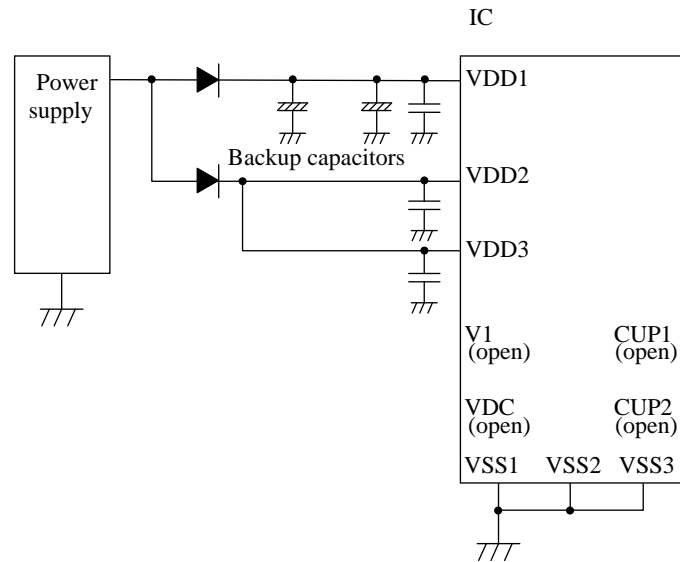 IC
Power
supply
VDD1
Backup capacitors
VDD2
VDD3
V1
(open)
CUP1
(open)
VDC
(open)
CUP2
(open)
VSS1 VSS2 VSS3